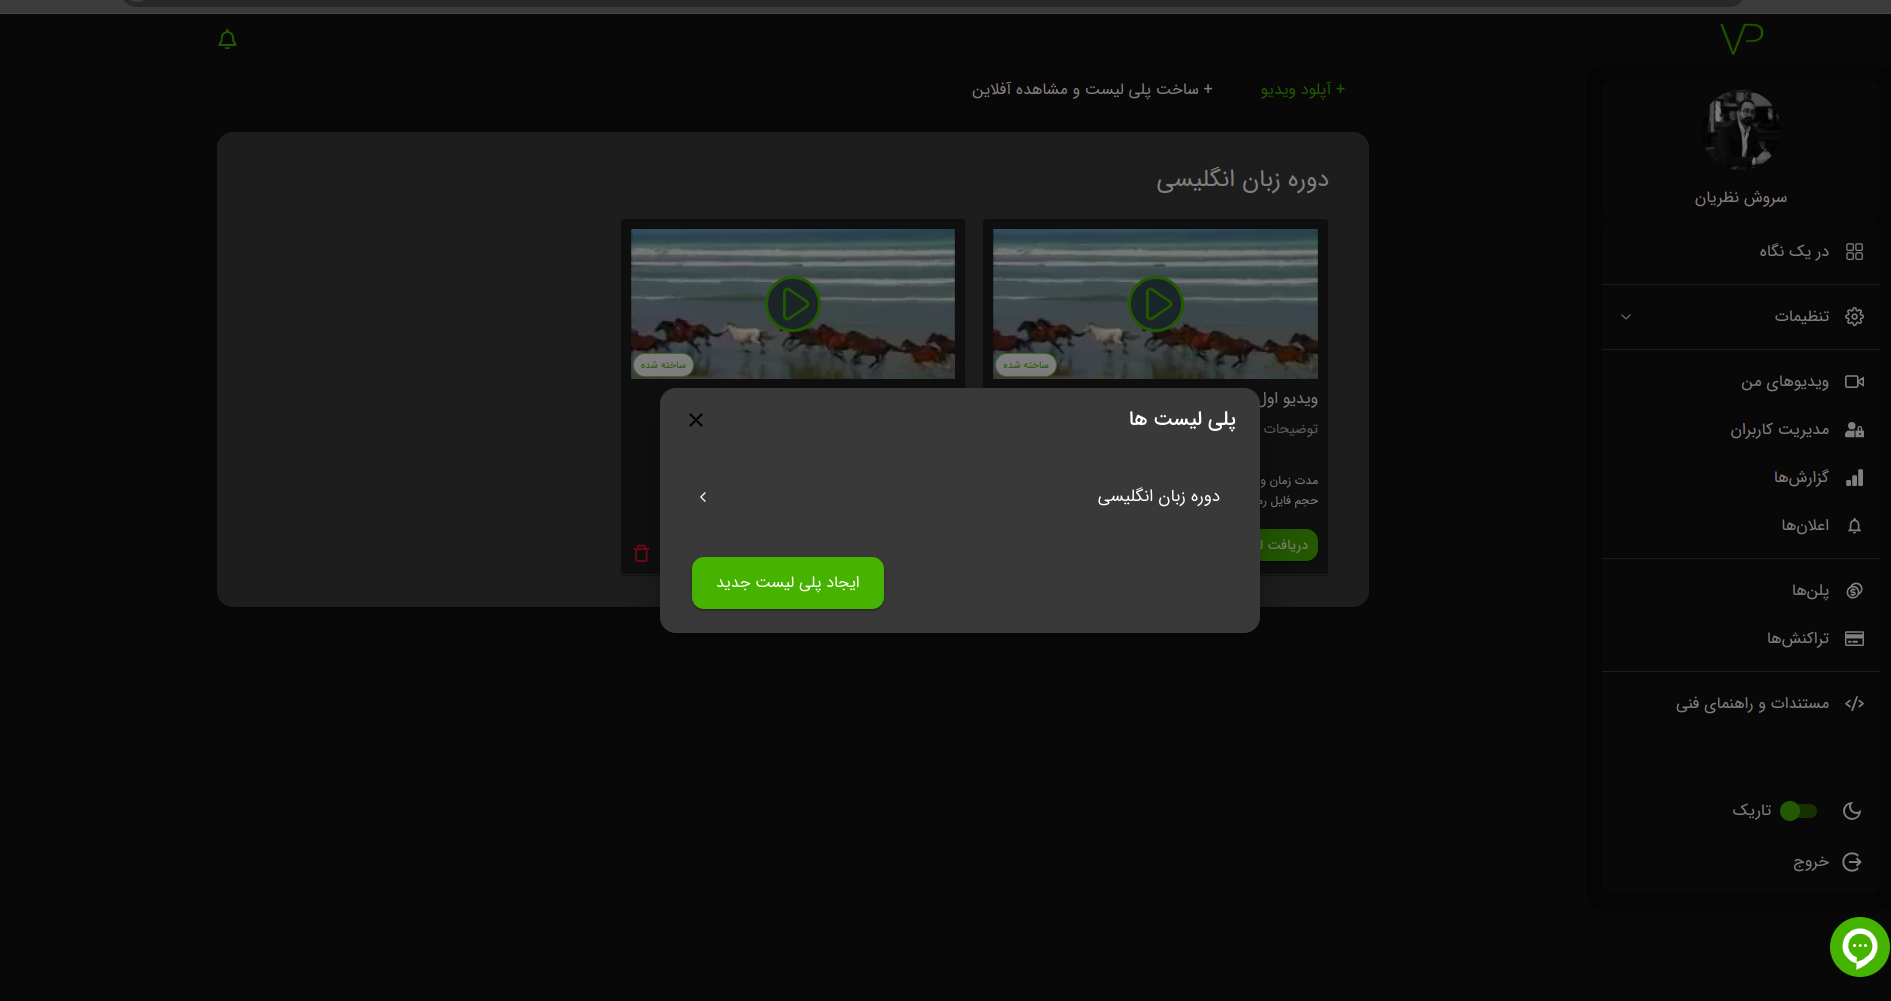 VP
+ آپلود ویدیو
+ ساخت پلی لیست و مشاهده آفلاین
سروش نظریان
در یک نگاه
تنظیمات
ویدیوهای من
مدیریت کاربران
گزارش‌ها
اعلان‌ها
پلن‌ها
تراکنش‌ها
مستندات و راهنمای فنی
تاریک
خروج
دوره زبان انگلیسی
ساخته شده
ساخته شده
ویدیو اول
توضیحات
مدت زمان و
حجم فایل
دریافت
پلی لیست ها
دوره زبان انگلیسی
ایجاد پلی لیست جدید